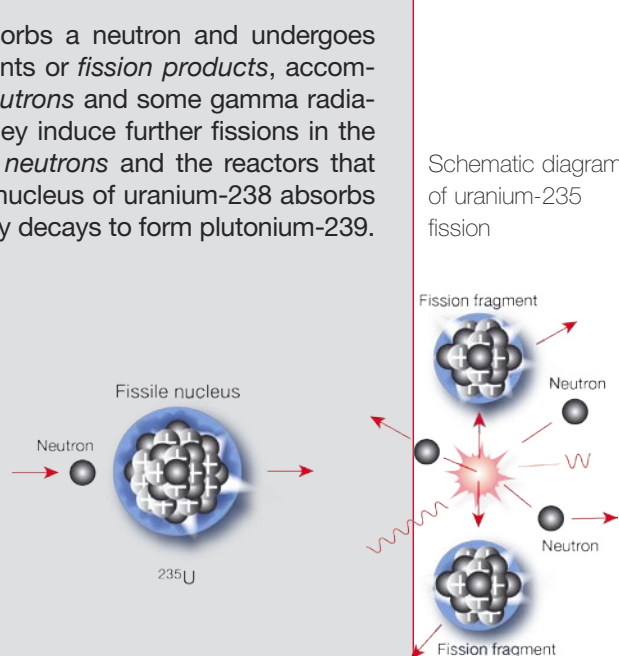 orbs a neutron and undergoes
nts or fission products, accom-
utrons and some gamma radia-
ey induce further fissions in the
neutrons and the reactors that
nucleus of uranium-238 absorbs
y decays to form plutonium-239.
Schematic diagram
of uranium-235
fission
Fission fragment
Fissile nucleus
Neutron
Neutron
235U
Neutron
Fission fragment